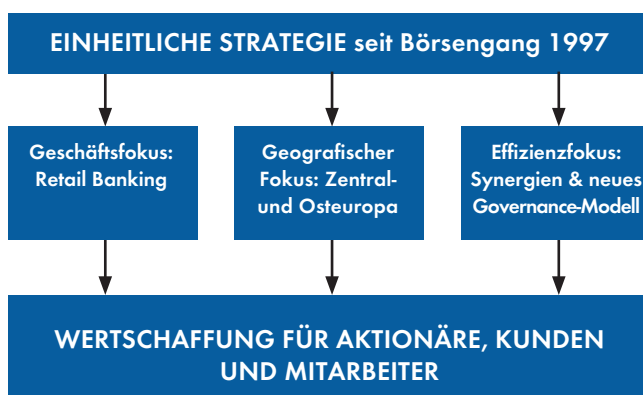 EINHEITLICHE STRATEGIE seit Börsengang 1997
Geschäftsfokus:
Retail Banking
Geografischer
Fokus: Zentral-
und Osteuropa
Effizienzfokus:
Synergien & neues
Governance-Modell
WERTSCHAFFUNG FÜR AKTIONÄRE, KUNDEN
UND MITARBEITER